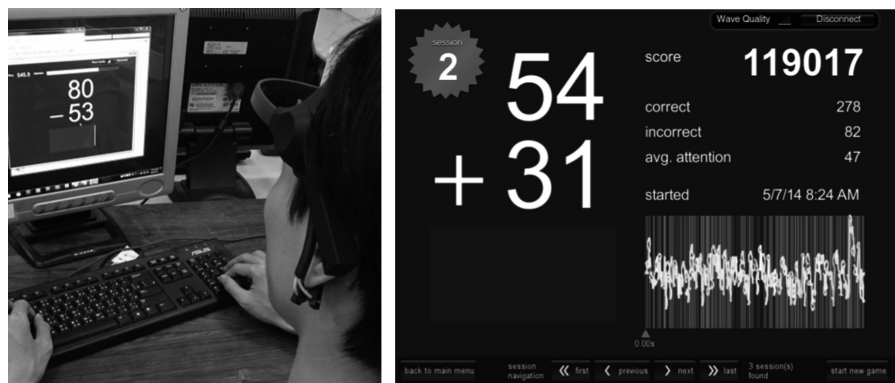 80
– 53
ASUS
session
2
54
+ 31
Wave Quality
Disconnect
score 119017
correct 278
incorrect 82
avg. attention 47
started 5/7/14 8:24 AM
0.00s
back to main menu
session
navigation
first
previous
next
last
3 session(s)
found
start new game